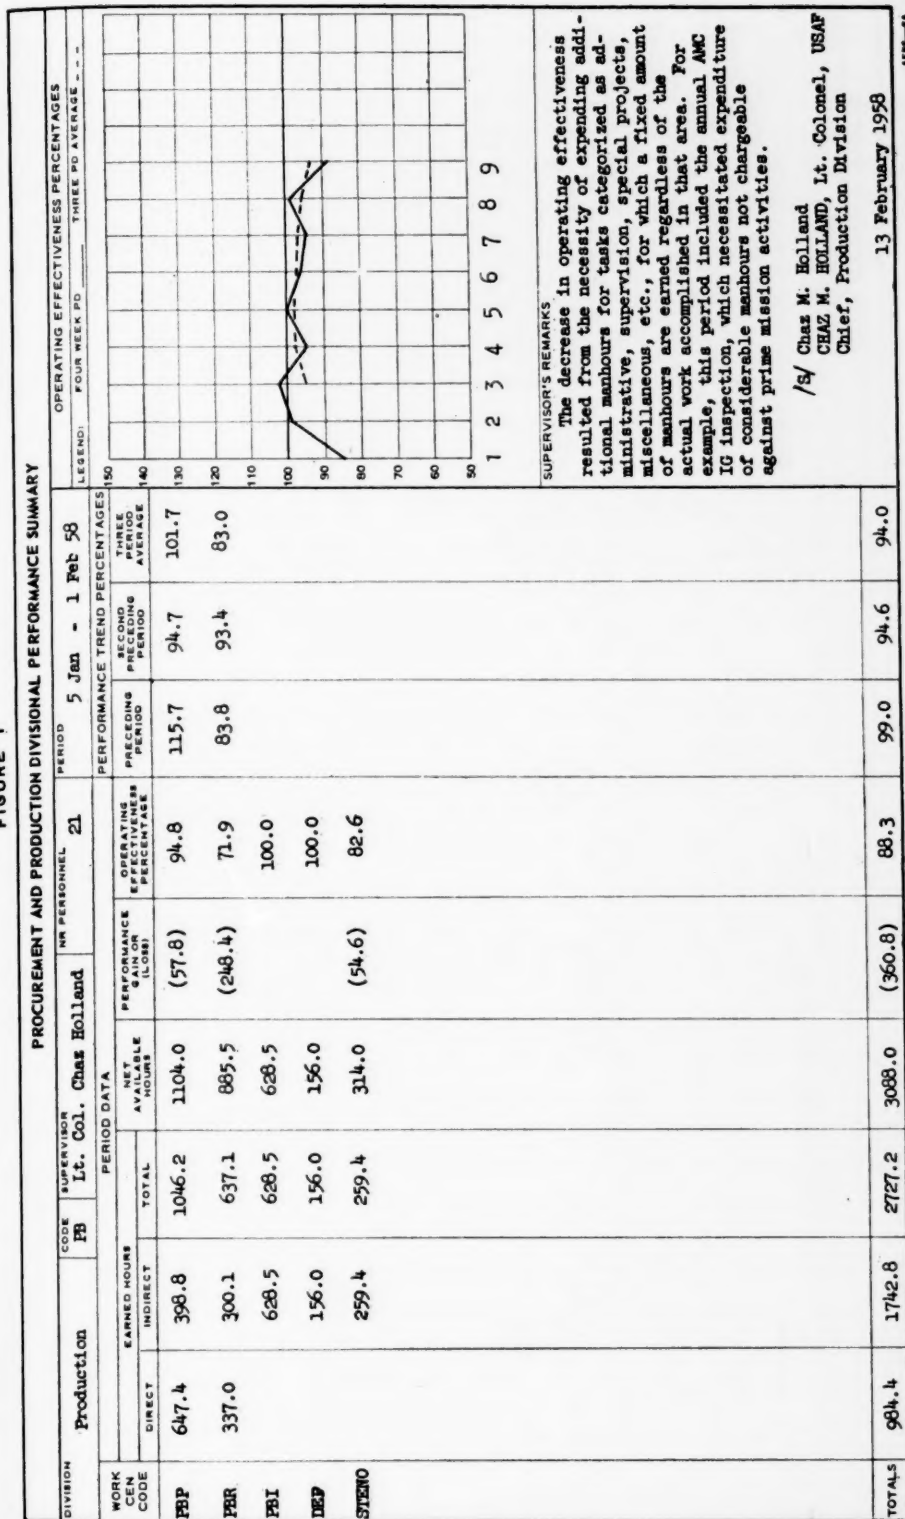 FIGURE 1
PROCUREMENT AND PRODUCTION DIVISIONAL PERFORMANCE SUMMARY
DIVISION Production CODE PB SUPERVISOR Lt. Col. Chaz Holland NR PERSONNEL 21 PERIOD 5 Jan - 1 Feb 58
OPERATING EFFECTIVENESS PERCENTAGES
LEGEND: FOUR WEEK PD ——— THREE PD AVERAGE - - -
PERIOD DATA PERFORMANCE TREND PERCENTAGES
WORK CEN CODE EARNED HOURS DIRECT INDIRECT TOTAL NET AVAILABLE HOURS PERFORMANCE GAIN OR (LOSS) OPERATING EFFECTIVENESS PERCENTAGE PRECEDING PERIOD SECOND PRECEDING PERIOD THREE PERIOD AVERAGE
PBP 647.4 398.8 1046.2 1104.0 (57.8) 94.8 115.7 94.7 101.7
PBR 337.0 300.1 637.1 885.5 (248.4) 71.9 83.8 93.4 83.0
PBI 628.5 628.5 628.5 100.0
DEP 156.0 156.0 156.0 100.0
STENO 259.4 259.4 314.0 (54.6) 82.6
TOTALS 984.4 1742.8 2727.2 3088.0 (360.8) 88.3 99.0 94.6 94.0
150
140
130
120
110
100
90
80
70
60
50
1 2 3 4 5 6 7 8 9
SUPERVISOR'S REMARKS
The decrease in operating effectiveness
resulted from the necessity of expending addi-
tional manhours for tasks categorized as ad-
ministrative, supervision, special projects,
miscellaneous, etc., for which a fixed amount
of manhours are earned regardless of the
actual work accomplished in that area. For
example, this period included the annual AMC
IG inspection, which necessitated expenditure
of considerable manhours not chargeable
against prime mission activities.
/S/ Chaz M. Holland
CHAZ M. HOLLAND, Lt. Colonel, USAF
Chief, Production Division
13 February 1958